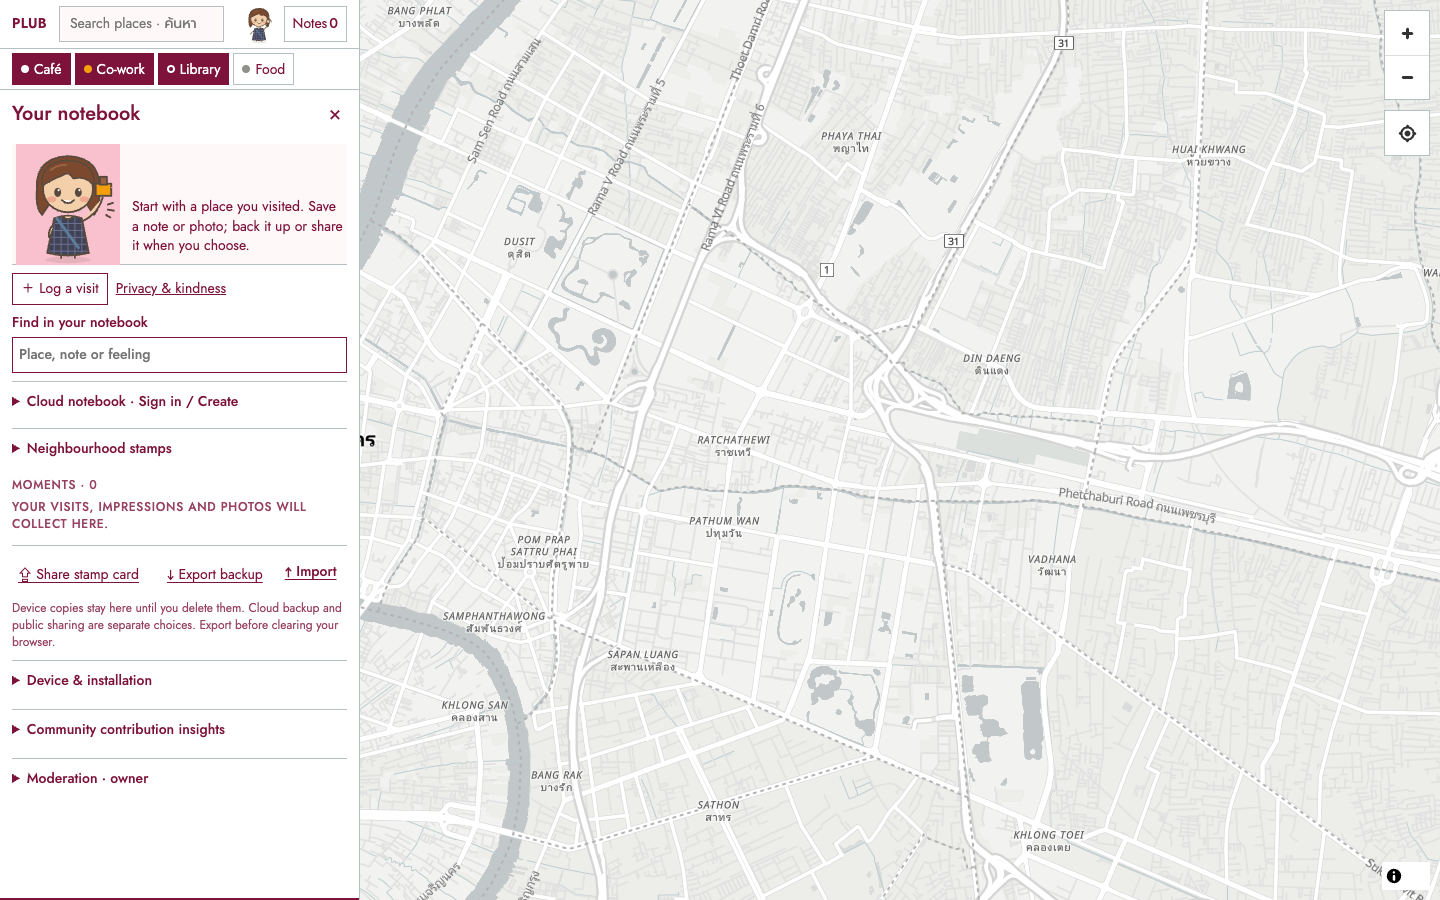 PLUB
Search places · ค้นหา
Notes 0
Café
Co-work
Library
Food
Your notebook
×
Start with a place you visited. Save
a note or photo; back it up or share
it when you choose.
+ Log a visit
Privacy & kindness
Find in your notebook
Place, note or feeling
Cloud notebook · Sign in / Create
Neighbourhood stamps
MOMENTS · 0
YOUR VISITS, IMPRESSIONS AND PHOTOS WILL
COLLECT HERE.
Share stamp card
↓ Export backup
↑ Import
Device copies stay here until you delete them. Cloud backup and
public sharing are separate choices. Export before clearing your
browser.
Device & installation
Community contribution insights
Moderation · owner
BANG PHLAT
บางพลัด
Sam Sen Road ถนนสามเสน
Rama V Road ถนนพระรามที่ 5
Thoet Damri Ro
Rama VI Road ถนนพระรามที่ 6
31
PHAYA THAI
พญาไท
HUAI KHWANG
ห้วยขวาง
DUSIT
ดุสิต
31
1
WA
DIN DAENG
ดินแดง
RATCHATHEWI
ราชเทวี
Phetchaburi Road ถนนเพชรบุรี
PATHUM WAN
ปทุมวัน
POM PRAP
SATTRU PHAI
ป้อมปราบศัตรูพ่าย
VADHANA
วัฒนา
SAMPHANTHAWONG
สัมพันธวงศ์
SAPAN LUANG
สะพานเหลือง
KHLONG SAN
คลองสาน
BANG RAK
บางรัก
SATHON
สาทร
KHLONG TOEI
คลองเตย
+
−